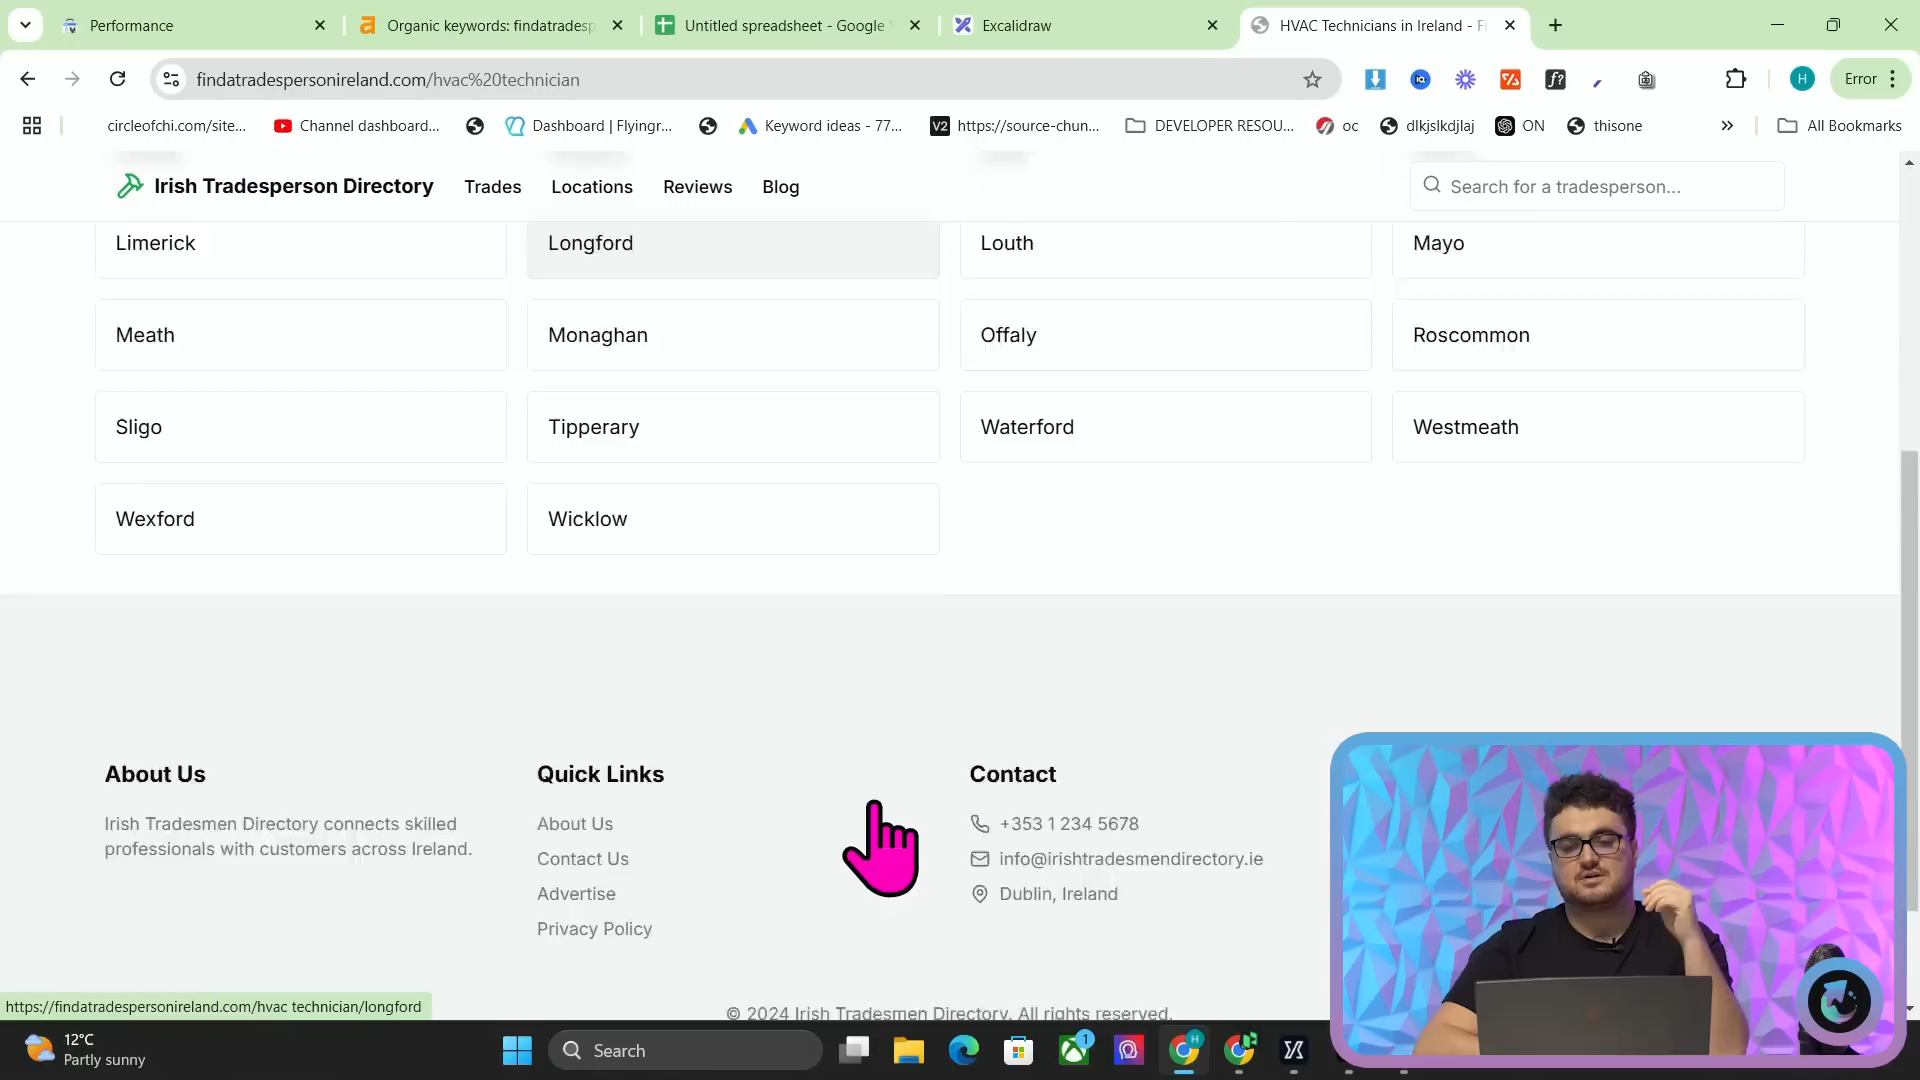 Performance
Organic keywords: findatradesp
Untitled spreadsheet - Google S
Excalidraw
HVAC Technicians in Ireland - Fi
findatradespersonireland.com/hvac%20technician
H
Error
circleofchi.com/site...
Channel dashboard...
Dashboard | Flyingr...
Keyword ideas - 77...
V2
https://source-chun...
DEVELOPER RESOU...
oc
dlkjslkdjlaj
ON
thisone
All Bookmarks
Irish Tradesperson Directory
Trades
Locations
Reviews
Blog
Search for a tradesperson...
Limerick
Longford
Louth
Mayo
Meath
Monaghan
Offaly
Roscommon
Sligo
Tipperary
Waterford
Westmeath
Wexford
Wicklow
About Us
Irish Tradesmen Directory connects skilled
professionals with customers across Ireland.
Quick Links
About Us
Contact Us
Advertise
Privacy Policy
Contact
+353 1 234 5678
info@irishtradesmendirectory.ie
Dublin, Ireland
© 2024 Irish Tradesmen Directory. All rights reserved.
https://findatradespersonireland.com/hvac technician/longford
12°C
Partly sunny
Search
1
H